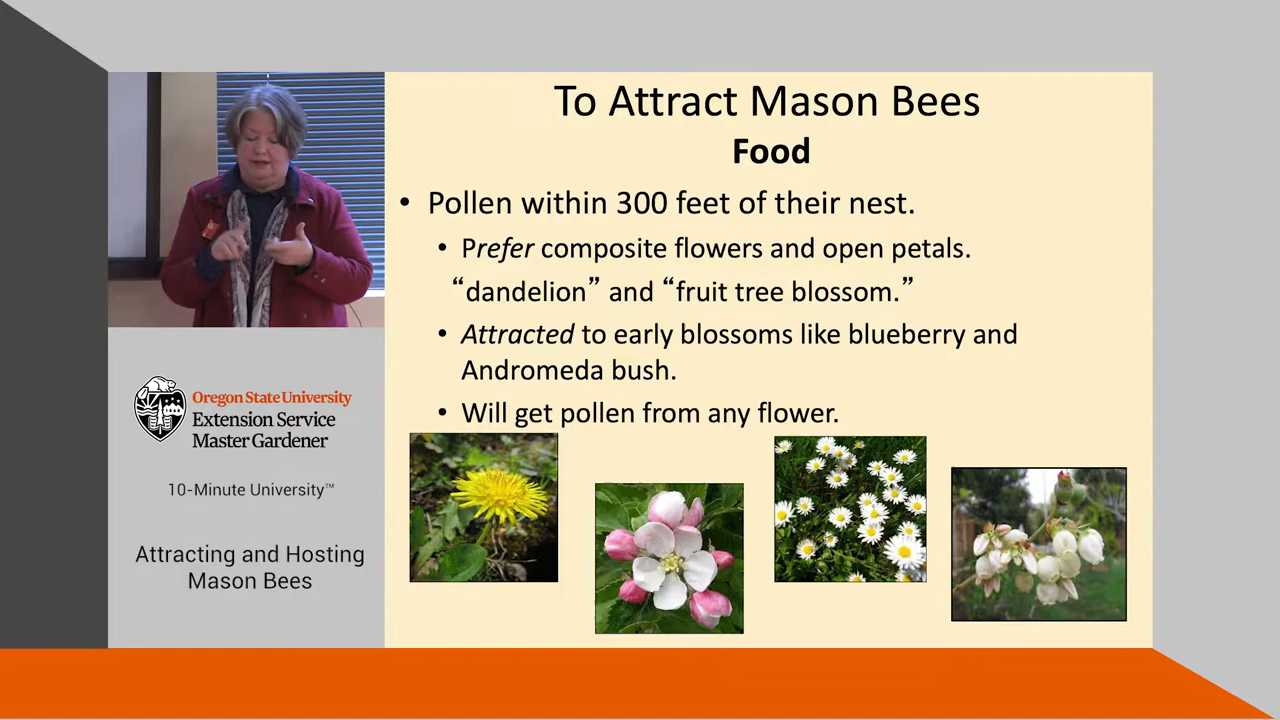 To Attract Mason Bees
Food
• Pollen within 300 feet of their nest.
• Prefer composite flowers and open petals.
“dandelion” and “fruit tree blossom.”
• Attracted to early blossoms like blueberry and
Andromeda bush.
• Will get pollen from any flower.
Oregon State University
Extension Service
Master Gardener
10-Minute University™
Attracting and Hosting
Mason Bees